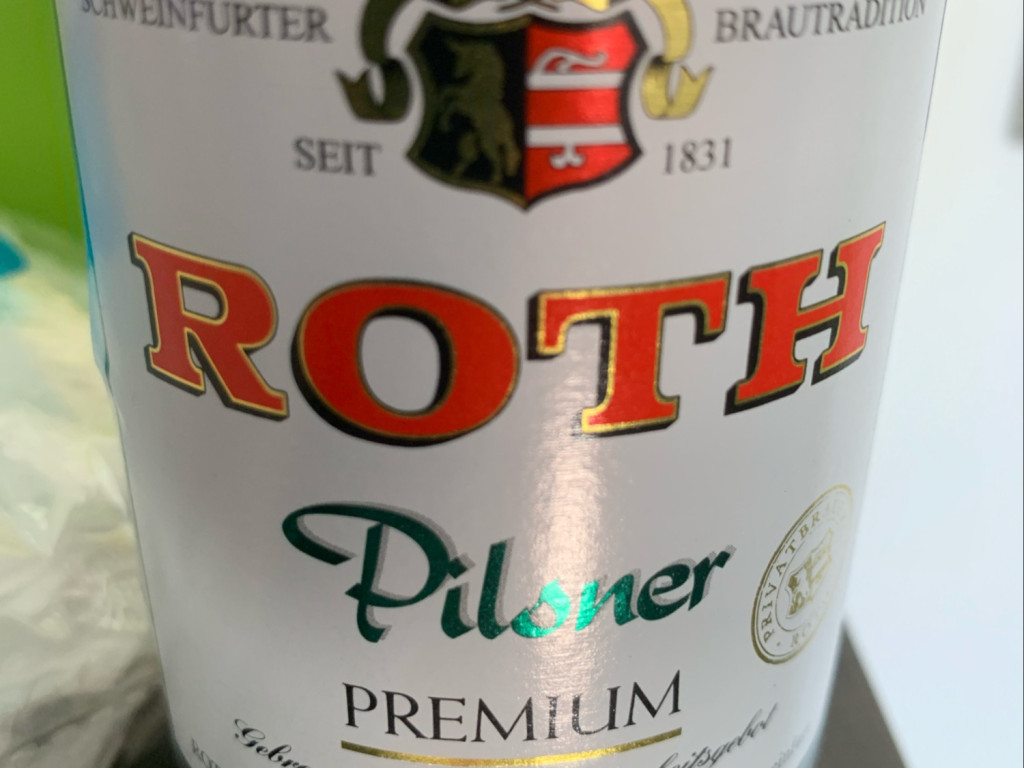 SCHWEINFURTER BRAUTRADITION
SEIT 1831
ROTH
Pilsner
PREMIUM